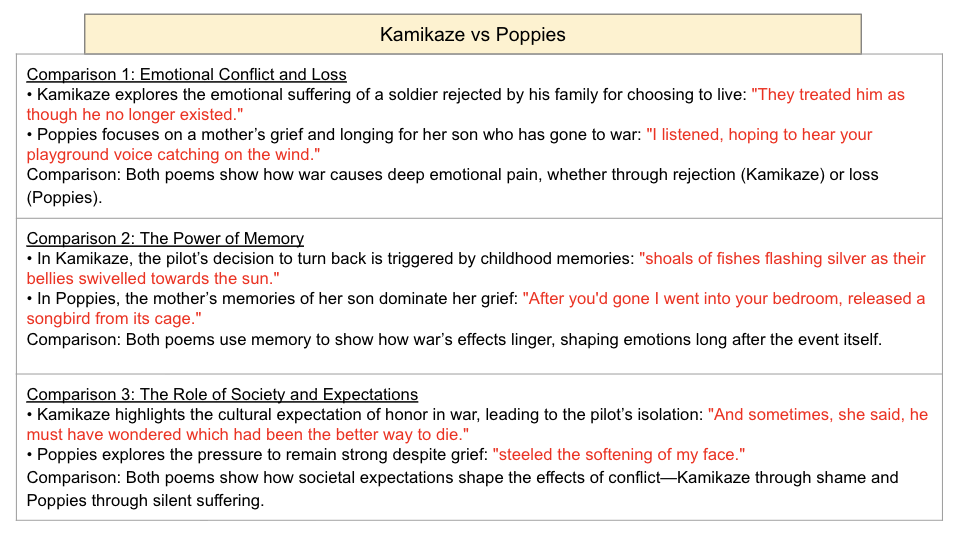 Kamikaze vs Poppies
Comparison 1: Emotional Conflict and Loss
• Kamikaze explores the emotional suffering of a soldier rejected by his family for choosing to live: "They treated him as
though he no longer existed."
• Poppies focuses on a mother’s grief and longing for her son who has gone to war: "I listened, hoping to hear your
playground voice catching on the wind."
Comparison: Both poems show how war causes deep emotional pain, whether through rejection (Kamikaze) or loss
(Poppies).
Comparison 2: The Power of Memory
• In Kamikaze, the pilot’s decision to turn back is triggered by childhood memories: "shoals of fishes flashing silver as their
bellies swivelled towards the sun."
• In Poppies, the mother’s memories of her son dominate her grief: "After you'd gone I went into your bedroom, released a
songbird from its cage."
Comparison: Both poems use memory to show how war’s effects linger, shaping emotions long after the event itself.
Comparison 3: The Role of Society and Expectations
• Kamikaze highlights the cultural expectation of honor in war, leading to the pilot’s isolation: "And sometimes, she said, he
must have wondered which had been the better way to die."
• Poppies explores the pressure to remain strong despite grief: "steeled the softening of my face."
Comparison: Both poems show how societal expectations shape the effects of conflict—Kamikaze through shame and
Poppies through silent suffering.